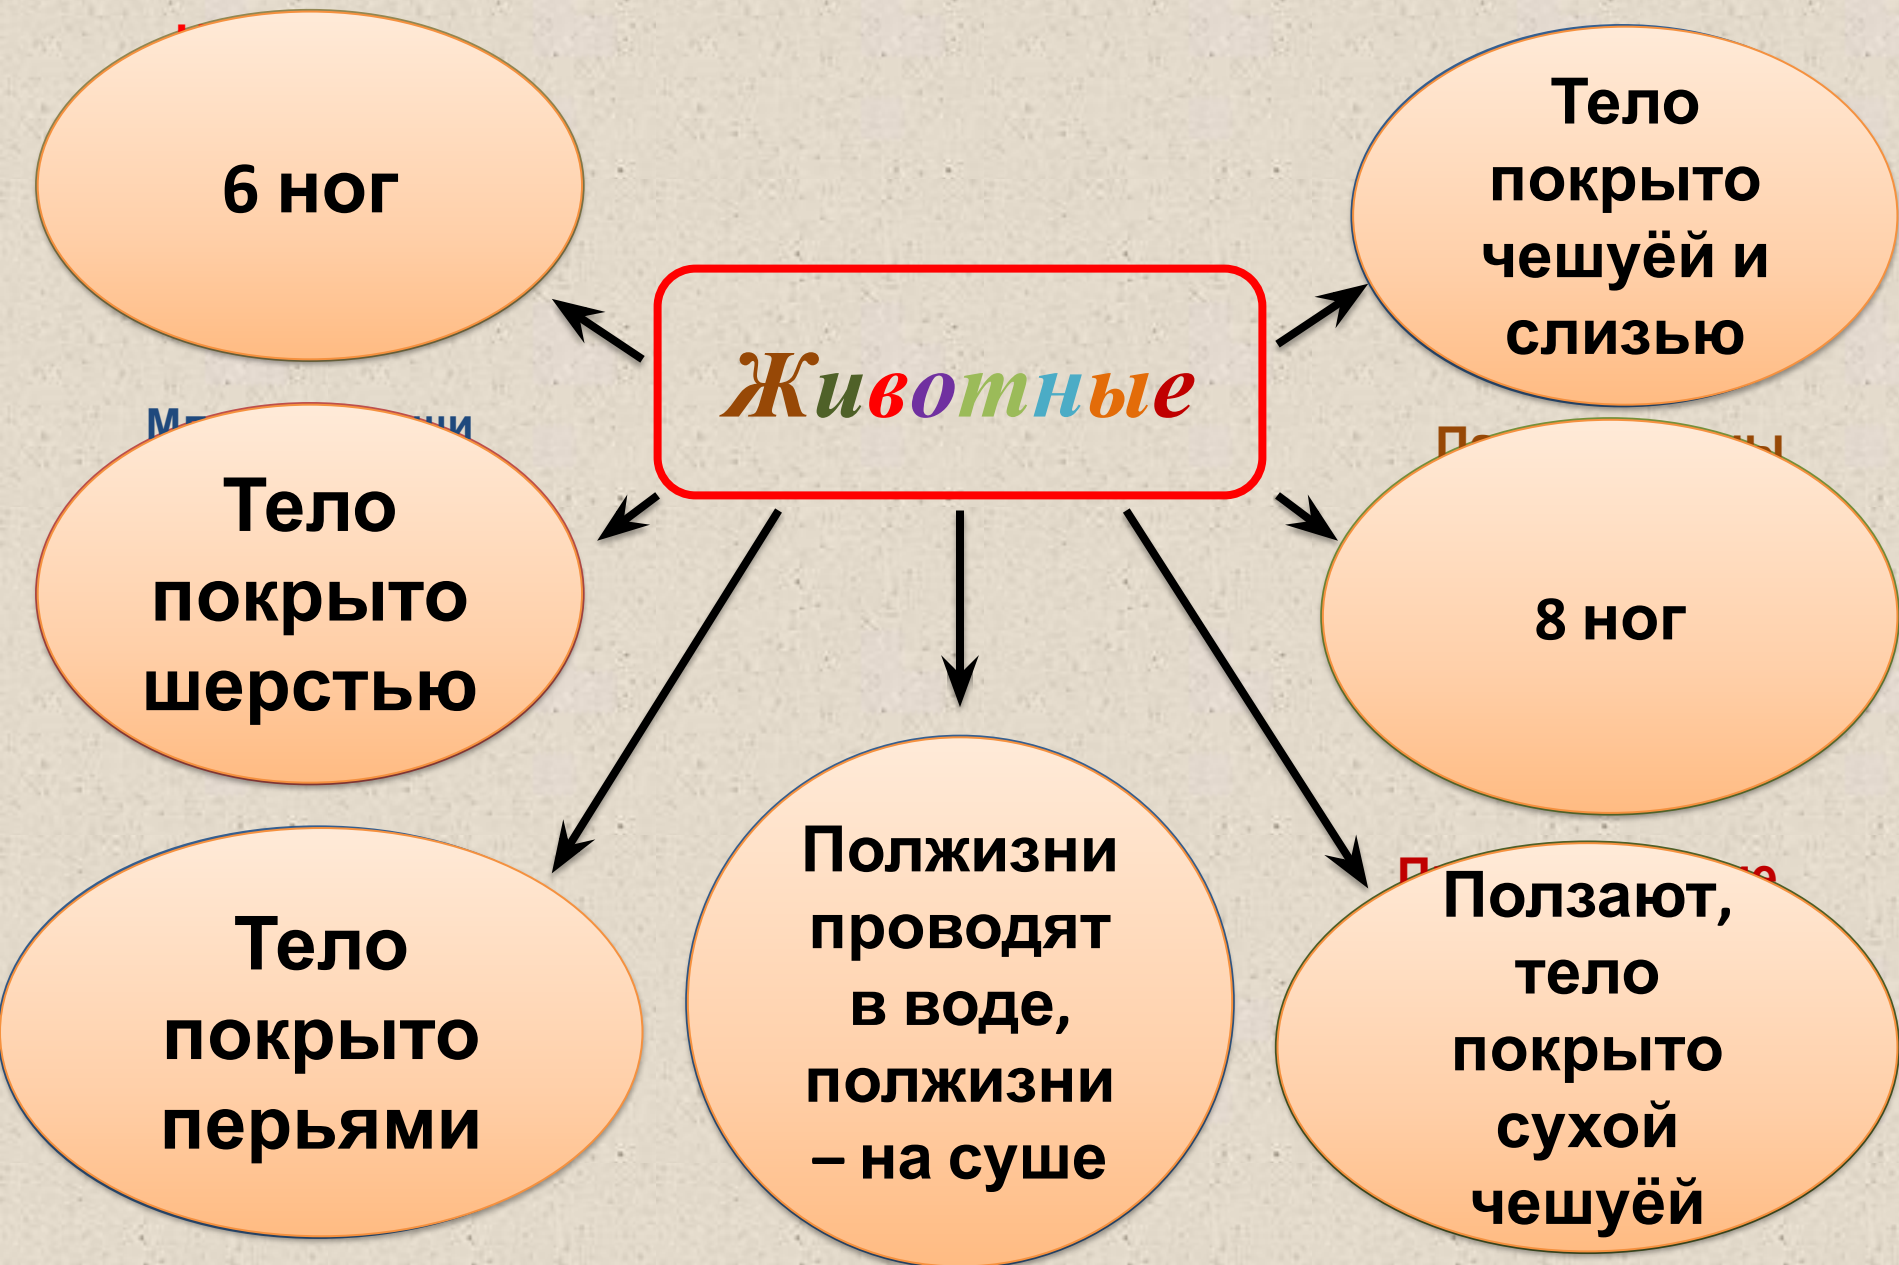 6 ног
Тело
покрыто
чешуёй и
слизью
Животные
Тело
покрыто
шерстью
8 ног
Тело
покрыто
перьями
Полжизни
проводят
в воде,
полжизни
– на суше
Ползают,
тело
покрыто
сухой
чешуёй